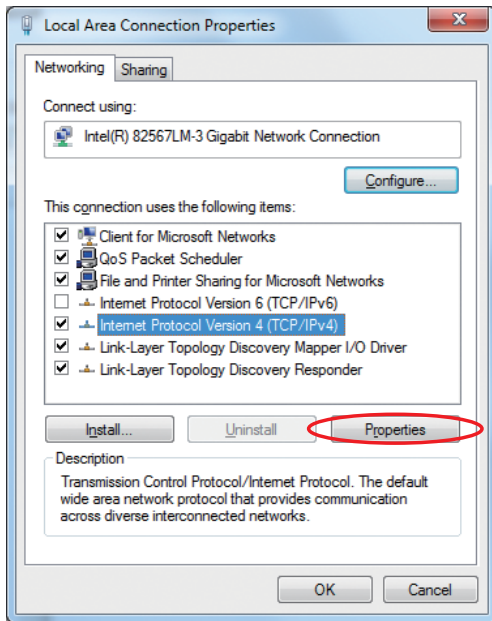 Local Area Connection Properties
Networking
Sharing
Connect using:
Intel(R) 82567LM-3 Gigabit Network Connection
Configure...
This connection uses the following items:
Client for Microsoft Networks
QoS Packet Scheduler
File and Printer Sharing for Microsoft Networks
Internet Protocol Version 6 (TCP/IPv6)
Internet Protocol Version 4 (TCP/IPv4)
Link-Layer Topology Discovery Mapper I/O Driver
Link-Layer Topology Discovery Responder
Install...
Uninstall
Properties
Description
Transmission Control Protocol/Internet Protocol. The default
wide area network protocol that provides communication
across diverse interconnected networks.
OK
Cancel